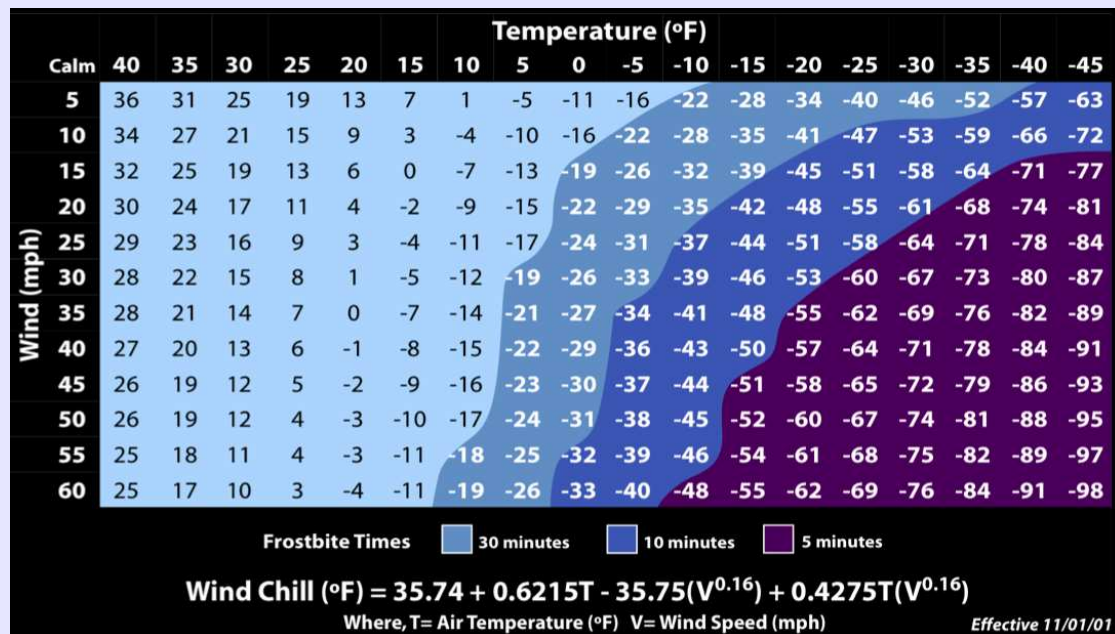 Temperature (ºF)
Calm 40 35 30 25 20 15 10 5 0 -5 -10 -15 -20 -25 -30 -35 -40 -45
5 36 31 25 19 13 7 1 -5 -11 -16 -22 -28 -34 -40 -46 -52 -57 -63
10 34 27 21 15 9 3 -4 -10 -16 -22 -28 -35 -41 -47 -53 -59 -66 -72
15 32 25 19 13 6 0 -7 -13 -19 -26 -32 -39 -45 -51 -58 -64 -71 -77
20 30 24 17 11 4 -2 -9 -15 -22 -29 -35 -42 -48 -55 -61 -68 -74 -81
25 29 23 16 9 3 -4 -11 -17 -24 -31 -37 -44 -51 -58 -64 -71 -78 -84
30 28 22 15 8 1 -5 -12 -19 -26 -33 -39 -46 -53 -60 -67 -73 -80 -87
35 28 21 14 7 0 -7 -14 -21 -27 -34 -41 -48 -55 -62 -69 -76 -82 -89
40 27 20 13 6 -1 -8 -15 -22 -29 -36 -43 -50 -57 -64 -71 -78 -84 -91
45 26 19 12 5 -2 -9 -16 -23 -30 -37 -44 -51 -58 -65 -72 -79 -86 -93
50 26 19 12 4 -3 -10 -17 -24 -31 -38 -45 -52 -60 -67 -74 -81 -88 -95
55 25 18 11 4 -3 -11 -18 -25 -32 -39 -46 -54 -61 -68 -75 -82 -89 -97
60 25 17 10 3 -4 -11 -19 -26 -33 -40 -48 -55 -62 -69 -76 -84 -91 -98
Wind (mph)
Frostbite Times 30 minutes 10 minutes 5 minutes
Wind Chill (ºF) = 35.74 + 0.6215T - 35.75(V^0.16) + 0.4275T(V^0.16)
Where, T= Air Temperature (ºF) V= Wind Speed (mph)
Effective 11/01/01